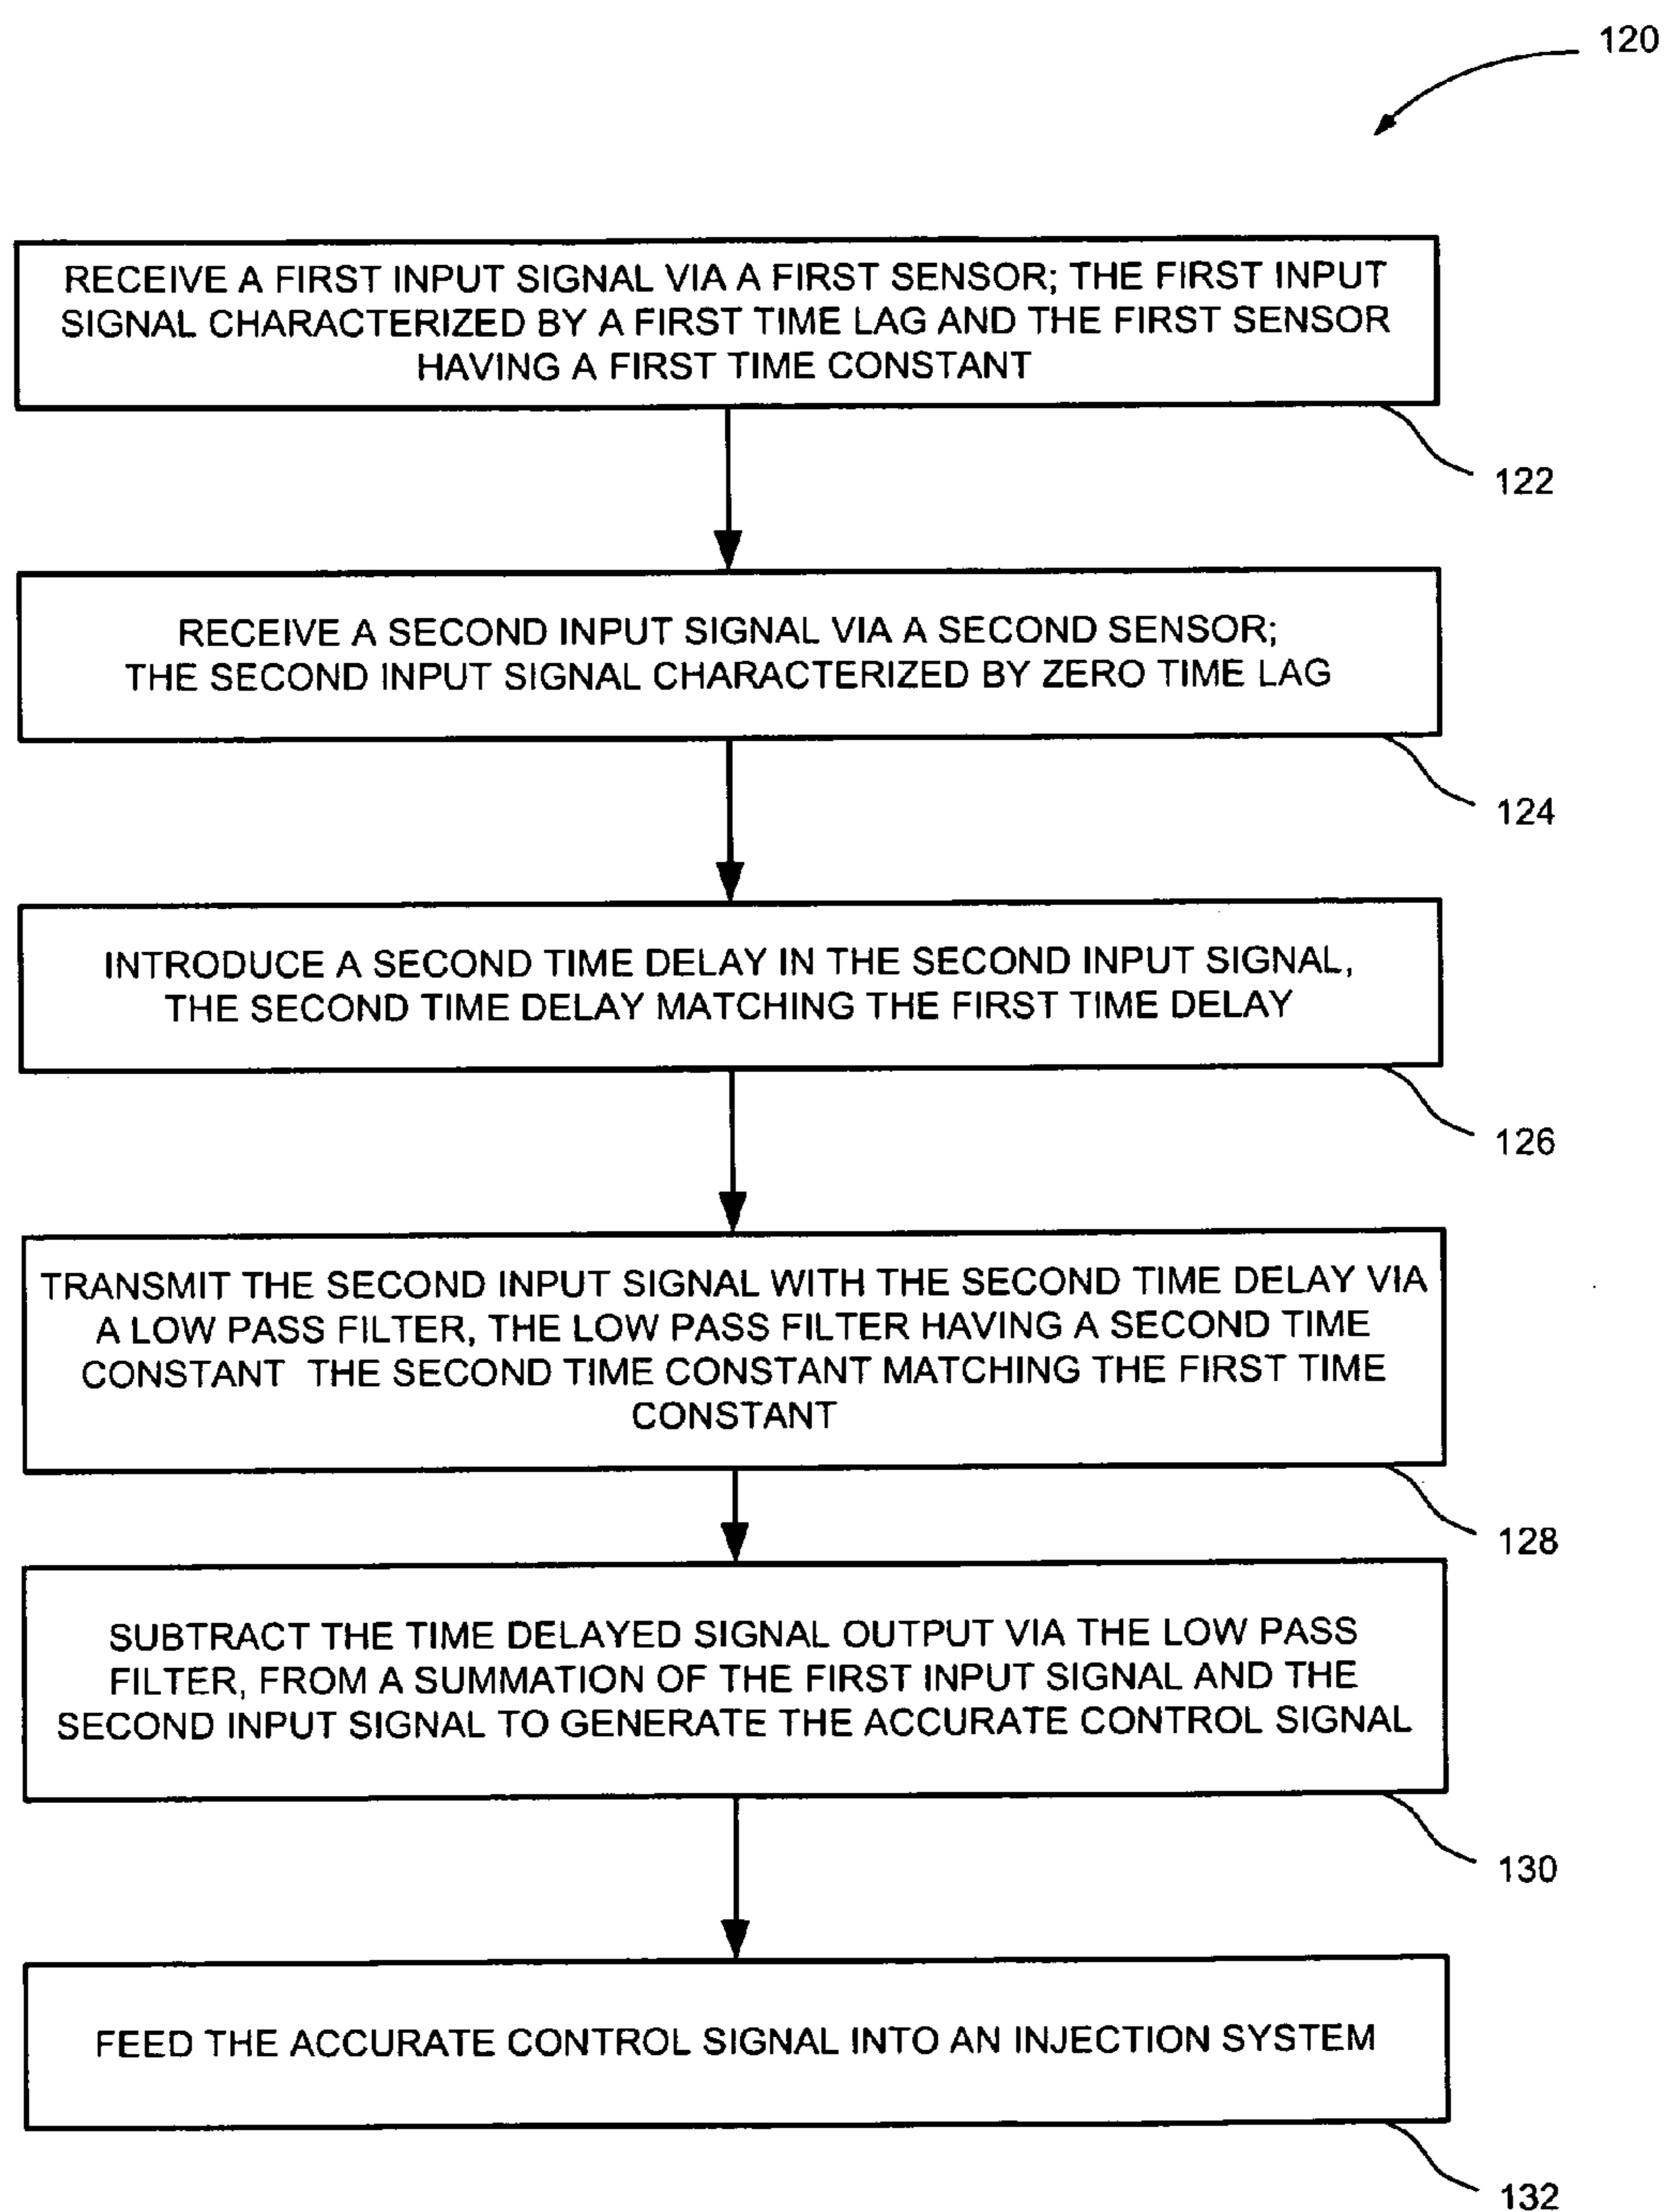 120
RECEIVE A FIRST INPUT SIGNAL VIA A FIRST SENSOR; THE FIRST INPUT
SIGNAL CHARACTERIZED BY A FIRST TIME LAG AND THE FIRST SENSOR
HAVING A FIRST TIME CONSTANT
122
RECEIVE A SECOND INPUT SIGNAL VIA A SECOND SENSOR;
THE SECOND INPUT SIGNAL CHARACTERIZED BY ZERO TIME LAG
124
INTRODUCE A SECOND TIME DELAY IN THE SECOND INPUT SIGNAL,
THE SECOND TIME DELAY MATCHING THE FIRST TIME DELAY
126
TRANSMIT THE SECOND INPUT SIGNAL WITH THE SECOND TIME DELAY VIA
A LOW PASS FILTER, THE LOW PASS FILTER HAVING A SECOND TIME
CONSTANT THE SECOND TIME CONSTANT MATCHING THE FIRST TIME
CONSTANT
128
SUBTRACT THE TIME DELAYED SIGNAL OUTPUT VIA THE LOW PASS
FILTER, FROM A SUMMATION OF THE FIRST INPUT SIGNAL AND THE
SECOND INPUT SIGNAL TO GENERATE THE ACCURATE CONTROL SIGNAL
130
FEED THE ACCURATE CONTROL SIGNAL INTO AN INJECTION SYSTEM
132